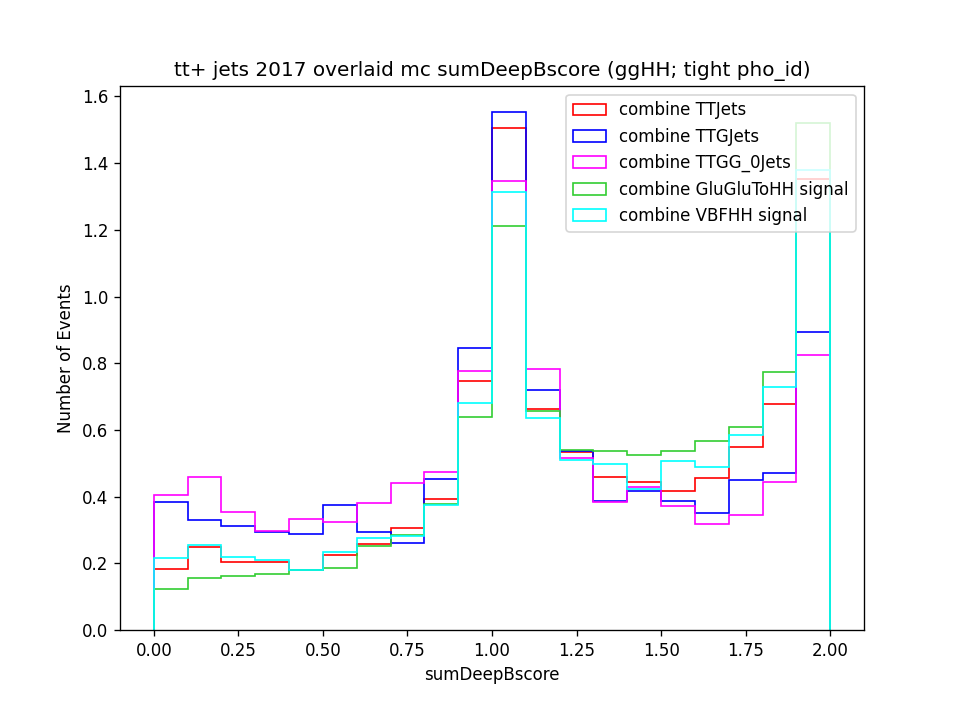 tt+ jets 2017 overlaid mc sumDeepBscore (ggHH; tight pho_id)
combine TTJets
combine TTGJets
combine TTGG_0Jets
combine GluGluToHH signal
combine VBFHH signal
Number of Events
1.6
1.4
1.2
1.0
0.8
0.6
0.4
0.2
0.0
0.00 0.25 0.50 0.75 1.00 1.25 1.50 1.75 2.00
sumDeepBscore